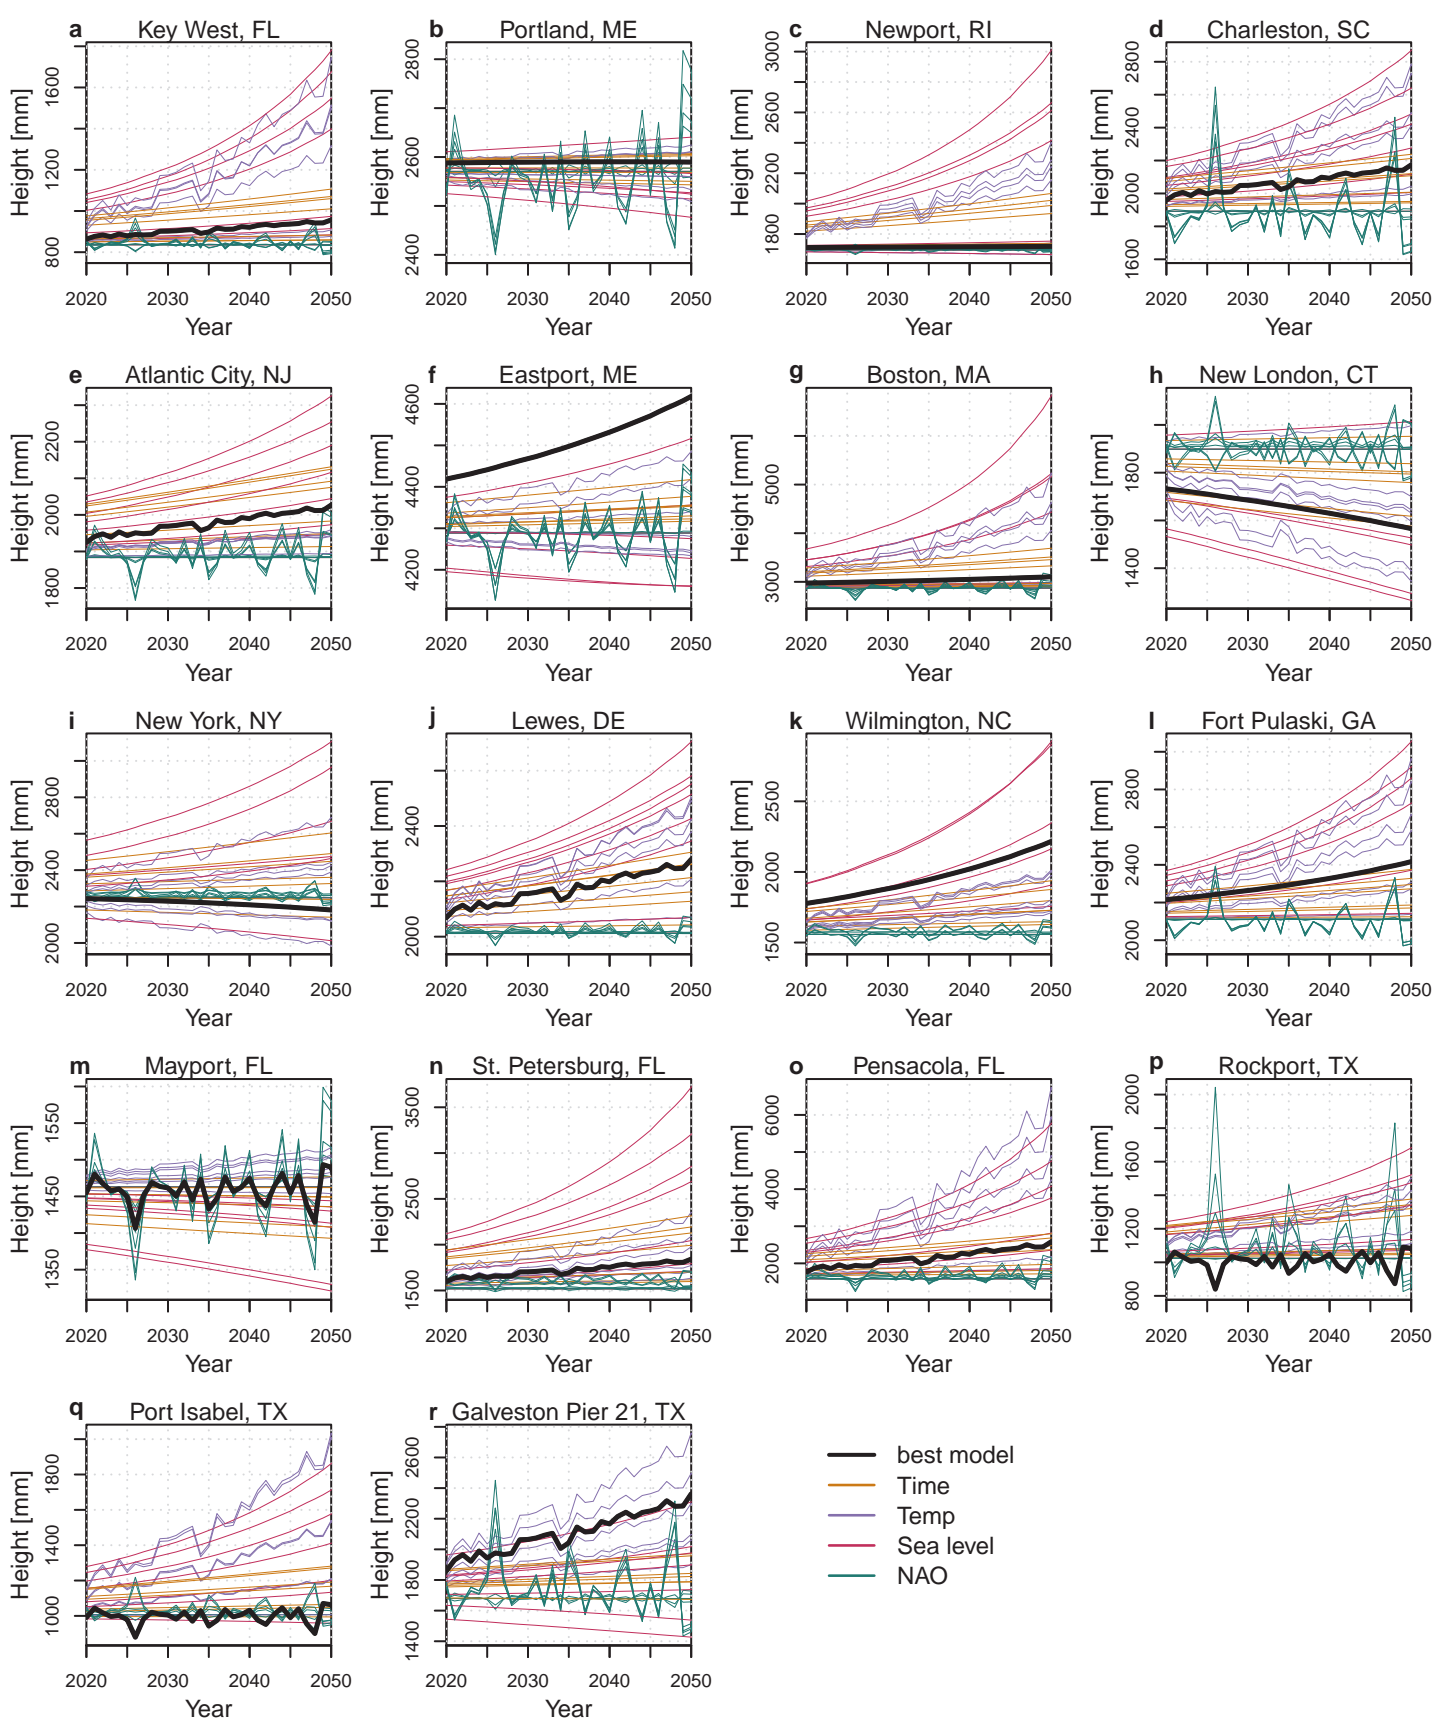 a Key West, FL
Height [mm]
800 1200 1600
2020 2030 2040 2050
Year
b Portland, ME
Height [mm]
2400 2600 2800
2020 2030 2040 2050
Year
c Newport, RI
Height [mm]
1800 2200 2600 3000
2020 2030 2040 2050
Year
d Charleston, SC
Height [mm]
1600 2000 2400 2800
2020 2030 2040 2050
Year
e Atlantic City, NJ
Height [mm]
1800 2000 2200
2020 2030 2040 2050
Year
f Eastport, ME
Height [mm]
4200 4400 4600
2020 2030 2040 2050
Year
g Boston, MA
Height [mm]
3000 5000
2020 2030 2040 2050
Year
h New London, CT
Height [mm]
1400 1800
2020 2030 2040 2050
Year
i New York, NY
Height [mm]
2000 2400 2800
2020 2030 2040 2050
Year
j Lewes, DE
Height [mm]
2000 2400
2020 2030 2040 2050
Year
k Wilmington, NC
Height [mm]
1500 2000 2500
2020 2030 2040 2050
Year
l Fort Pulaski, GA
Height [mm]
2000 2400 2800
2020 2030 2040 2050
Year
m Mayport, FL
Height [mm]
1350 1450 1550
2020 2030 2040 2050
Year
n St. Petersburg, FL
Height [mm]
1500 2500 3500
2020 2030 2040 2050
Year
o Pensacola, FL
Height [mm]
2000 4000 6000
2020 2030 2040 2050
Year
p Rockport, TX
Height [mm]
800 1200 1600 2000
2020 2030 2040 2050
Year
q Port Isabel, TX
Height [mm]
1000 1400 1800
2020 2030 2040 2050
Year
r Galveston Pier 21, TX
Height [mm]
1400 1800 2200 2600
2020 2030 2040 2050
Year
best model
Time
Temp
Sea level
NAO